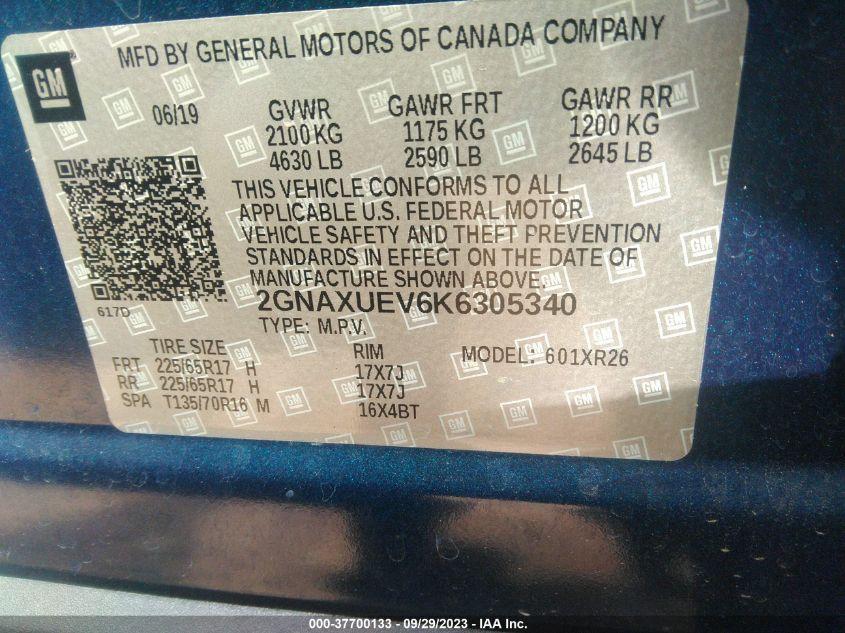 MFD BY GENERAL MOTORS OF CANADA COMPANY
GM
06/19
GVWR GAWR FRT GAWR RR
2100 KG 1175 KG 1200 KG
4630 LB 2590 LB 2645 LB
THIS VEHICLE CONFORMS TO ALL
APPLICABLE U.S. FEDERAL MOTOR
VEHICLE SAFETY AND THEFT PREVENTION
STANDARDS IN EFFECT ON THE DATE OF
MANUFACTURE SHOWN ABOVE.
617D
2GNAXUEV6K6305340
TYPE: M.P.V.
TIRE SIZE RIM MODEL: 601XR26
FRT 225/65R17 H 17X7J
RR 225/65R17 H 17X7J
SPA T135/70R16 M 16X4BT
000-37700133 - 09/29/2023 - IAA Inc.